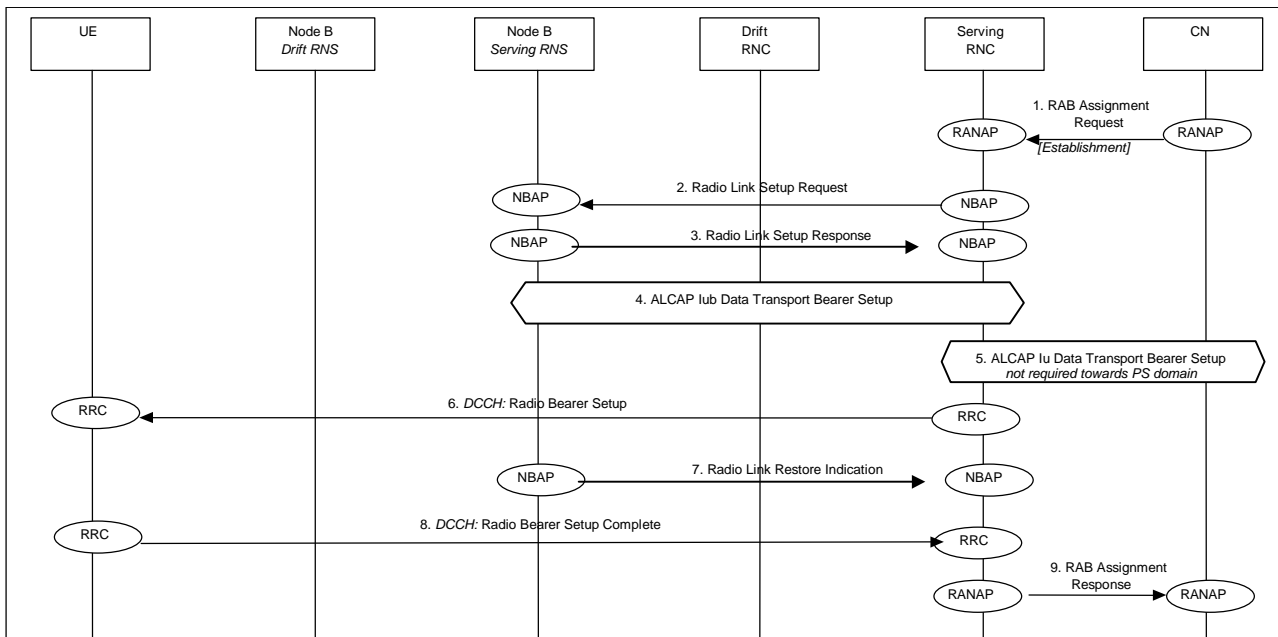 UE
Node B
Drift RNS
Node B
Serving RNS
Drift
RNC
Serving
RNC
CN
1. RAB Assignment
Request
RANAP
RANAP
[Establishment]
2. Radio Link Setup Request
NBAP
NBAP
3. Radio Link Setup Response
NBAP
NBAP
4. ALCAP Iub Data Transport Bearer Setup
5. ALCAP Iu Data Transport Bearer Setup
not required towards PS domain
6. DCCH: Radio Bearer Setup
RRC
RRC
7. Radio Link Restore Indication
NBAP
NBAP
8. DCCH: Radio Bearer Setup Complete
RRC
RRC
9. RAB Assignment
Response
RANAP
RANAP